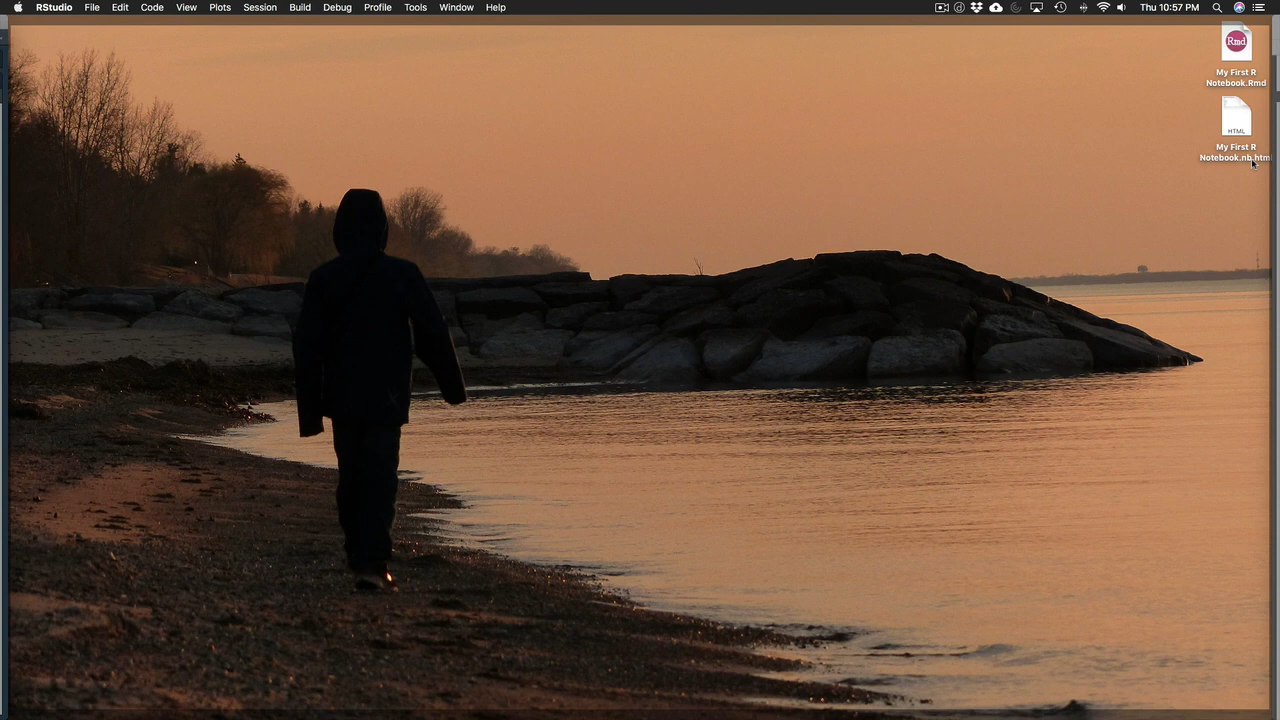 RStudio File Edit Code View Plots Session Build Debug Profile Tools Window Help Thu 10:57 PM
Rmd
My First R
Notebook.Rmd
HTML
My First R
Notebook.nb.html